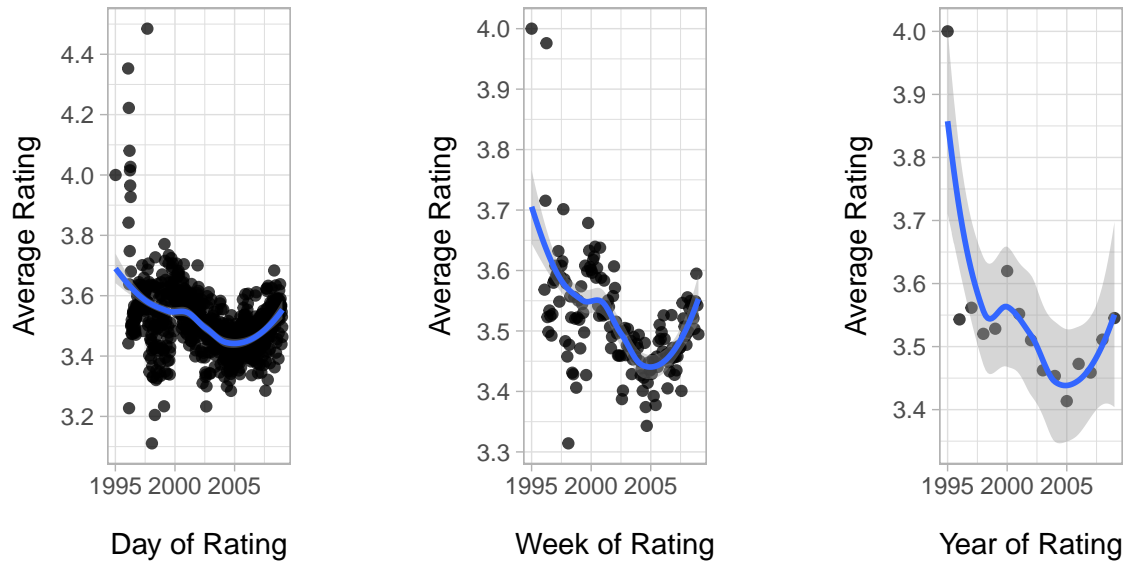 Average Rating
4.4
4.2
4.0
3.8
3.6
3.4
3.2
1995 2000 2005
Day of Rating
Average Rating
4.0
3.9
3.8
3.7
3.6
3.5
3.4
3.3
1995 2000 2005
Week of Rating
Average Rating
4.0
3.9
3.8
3.7
3.6
3.5
3.4
1995 2000 2005
Year of Rating